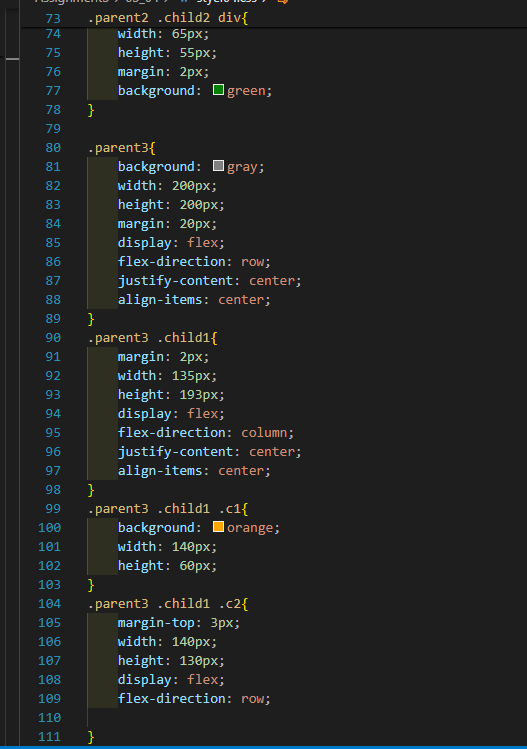 73 .parent2 .child2 div{
74 width: 65px;
75 height: 55px;
76 margin: 2px;
77 background: green;
78 }
79
80 .parent3{
81 background: gray;
82 width: 200px;
83 height: 200px;
84 margin: 20px;
85 display: flex;
86 flex-direction: row;
87 justify-content: center;
88 align-items: center;
89 }
90 .parent3 .child1{
91 margin: 2px;
92 width: 135px;
93 height: 193px;
94 display: flex;
95 flex-direction: column;
96 justify-content: center;
97 align-items: center;
98 }
99 .parent3 .child1 .c1{
100 background: orange;
101 width: 140px;
102 height: 60px;
103 }
104 .parent3 .child1 .c2{
105 margin-top: 3px;
106 width: 140px;
107 height: 130px;
108 display: flex;
109 flex-direction: row;
110
111 }